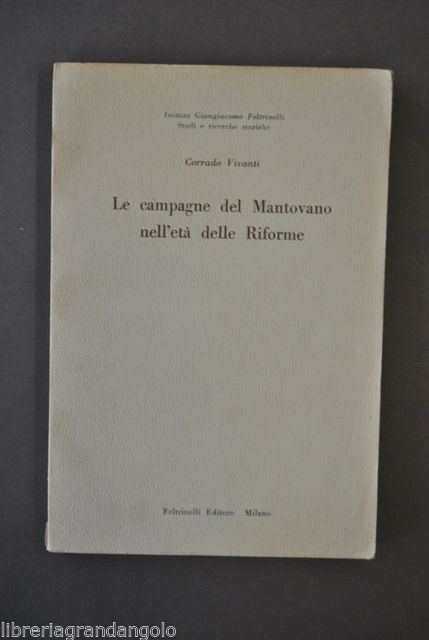 Istituto Giangiacomo Feltrinelli
Studi e ricerche storiche
Corrado Vivanti
Le campagne del Mantovano
nell'età delle Riforme
Feltrinelli Editore Milano
libreriagrandangolo